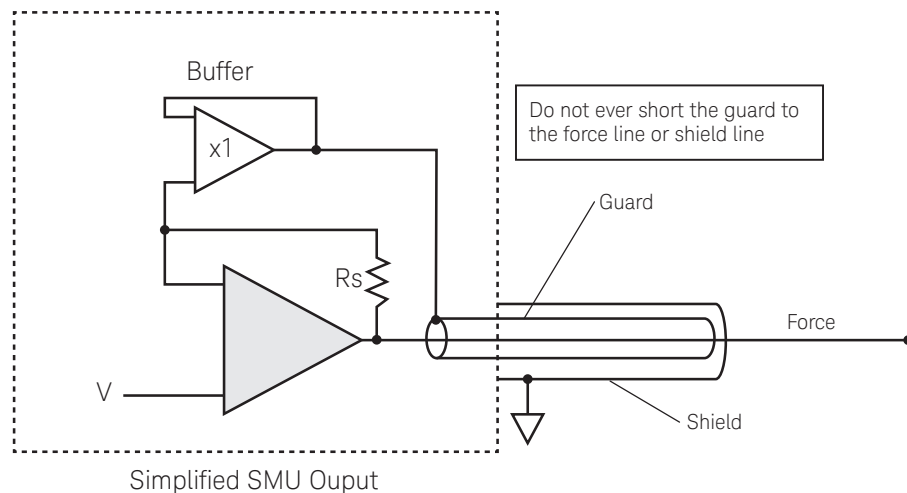 Buffer
Do not ever short the guard to
the force line or shield line
x1
Guard
Rs
Force
V
Shield
Simplified SMU Ouput